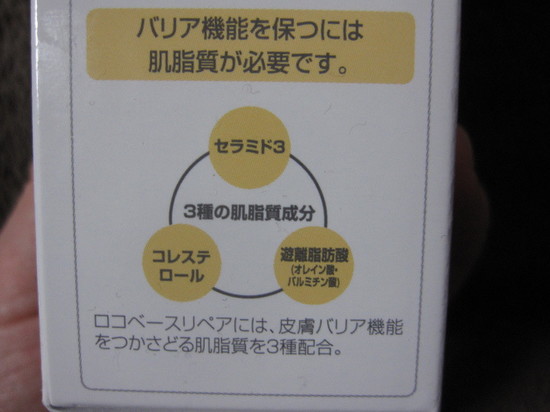 バリア機能を保つには
肌脂質が必要です。
セラミド3
3種の肌脂質成分
コレステ
ロール
遊離脂肪酸
(オレイン酸・
パルミチン酸)
ロコベースリペアには、皮膚バリア機能
をつかさどる肌脂質を3種配合。